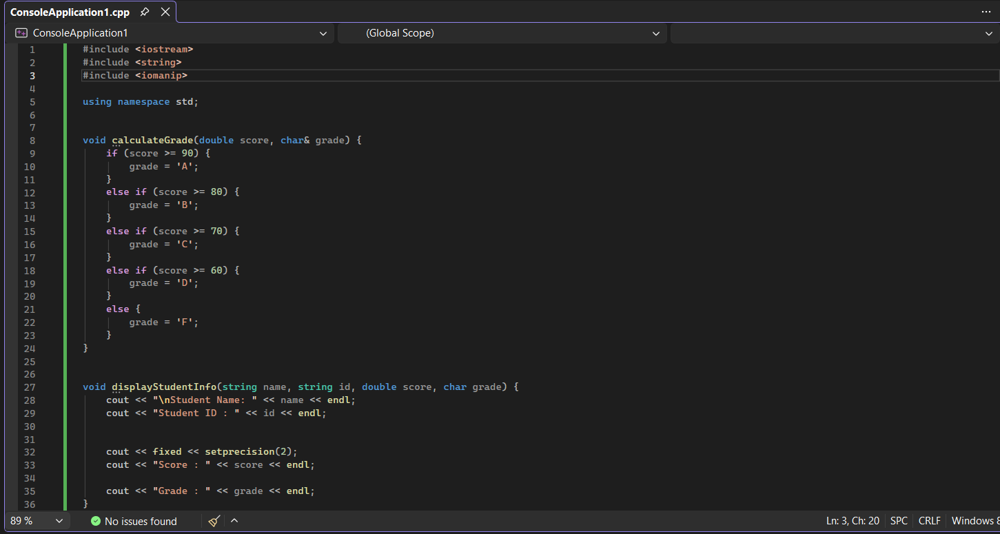 ConsoleApplication1.cpp
ConsoleApplication1 (Global Scope)
1 #include <iostream>
2 #include <string>
3 #include <iomanip>
4
5 using namespace std;
6
7
8 void calculateGrade(double score, char& grade) {
9     if (score >= 90) {
10         grade = 'A';
11     }
12     else if (score >= 80) {
13         grade = 'B';
14     }
15     else if (score >= 70) {
16         grade = 'C';
17     }
18     else if (score >= 60) {
19         grade = 'D';
20     }
21     else {
22         grade = 'F';
23     }
24 }
25
26
27 void displayStudentInfo(string name, string id, double score, char grade) {
28     cout << "\nStudent Name: " << name << endl;
29     cout << "Student ID : " << id << endl;
30
31
32     cout << fixed << setprecision(2);
33     cout << "Score : " << score << endl;
34
35     cout << "Grade : " << grade << endl;
36 }
89 % No issues found Ln: 3, Ch: 20 SPC CRLF Windows